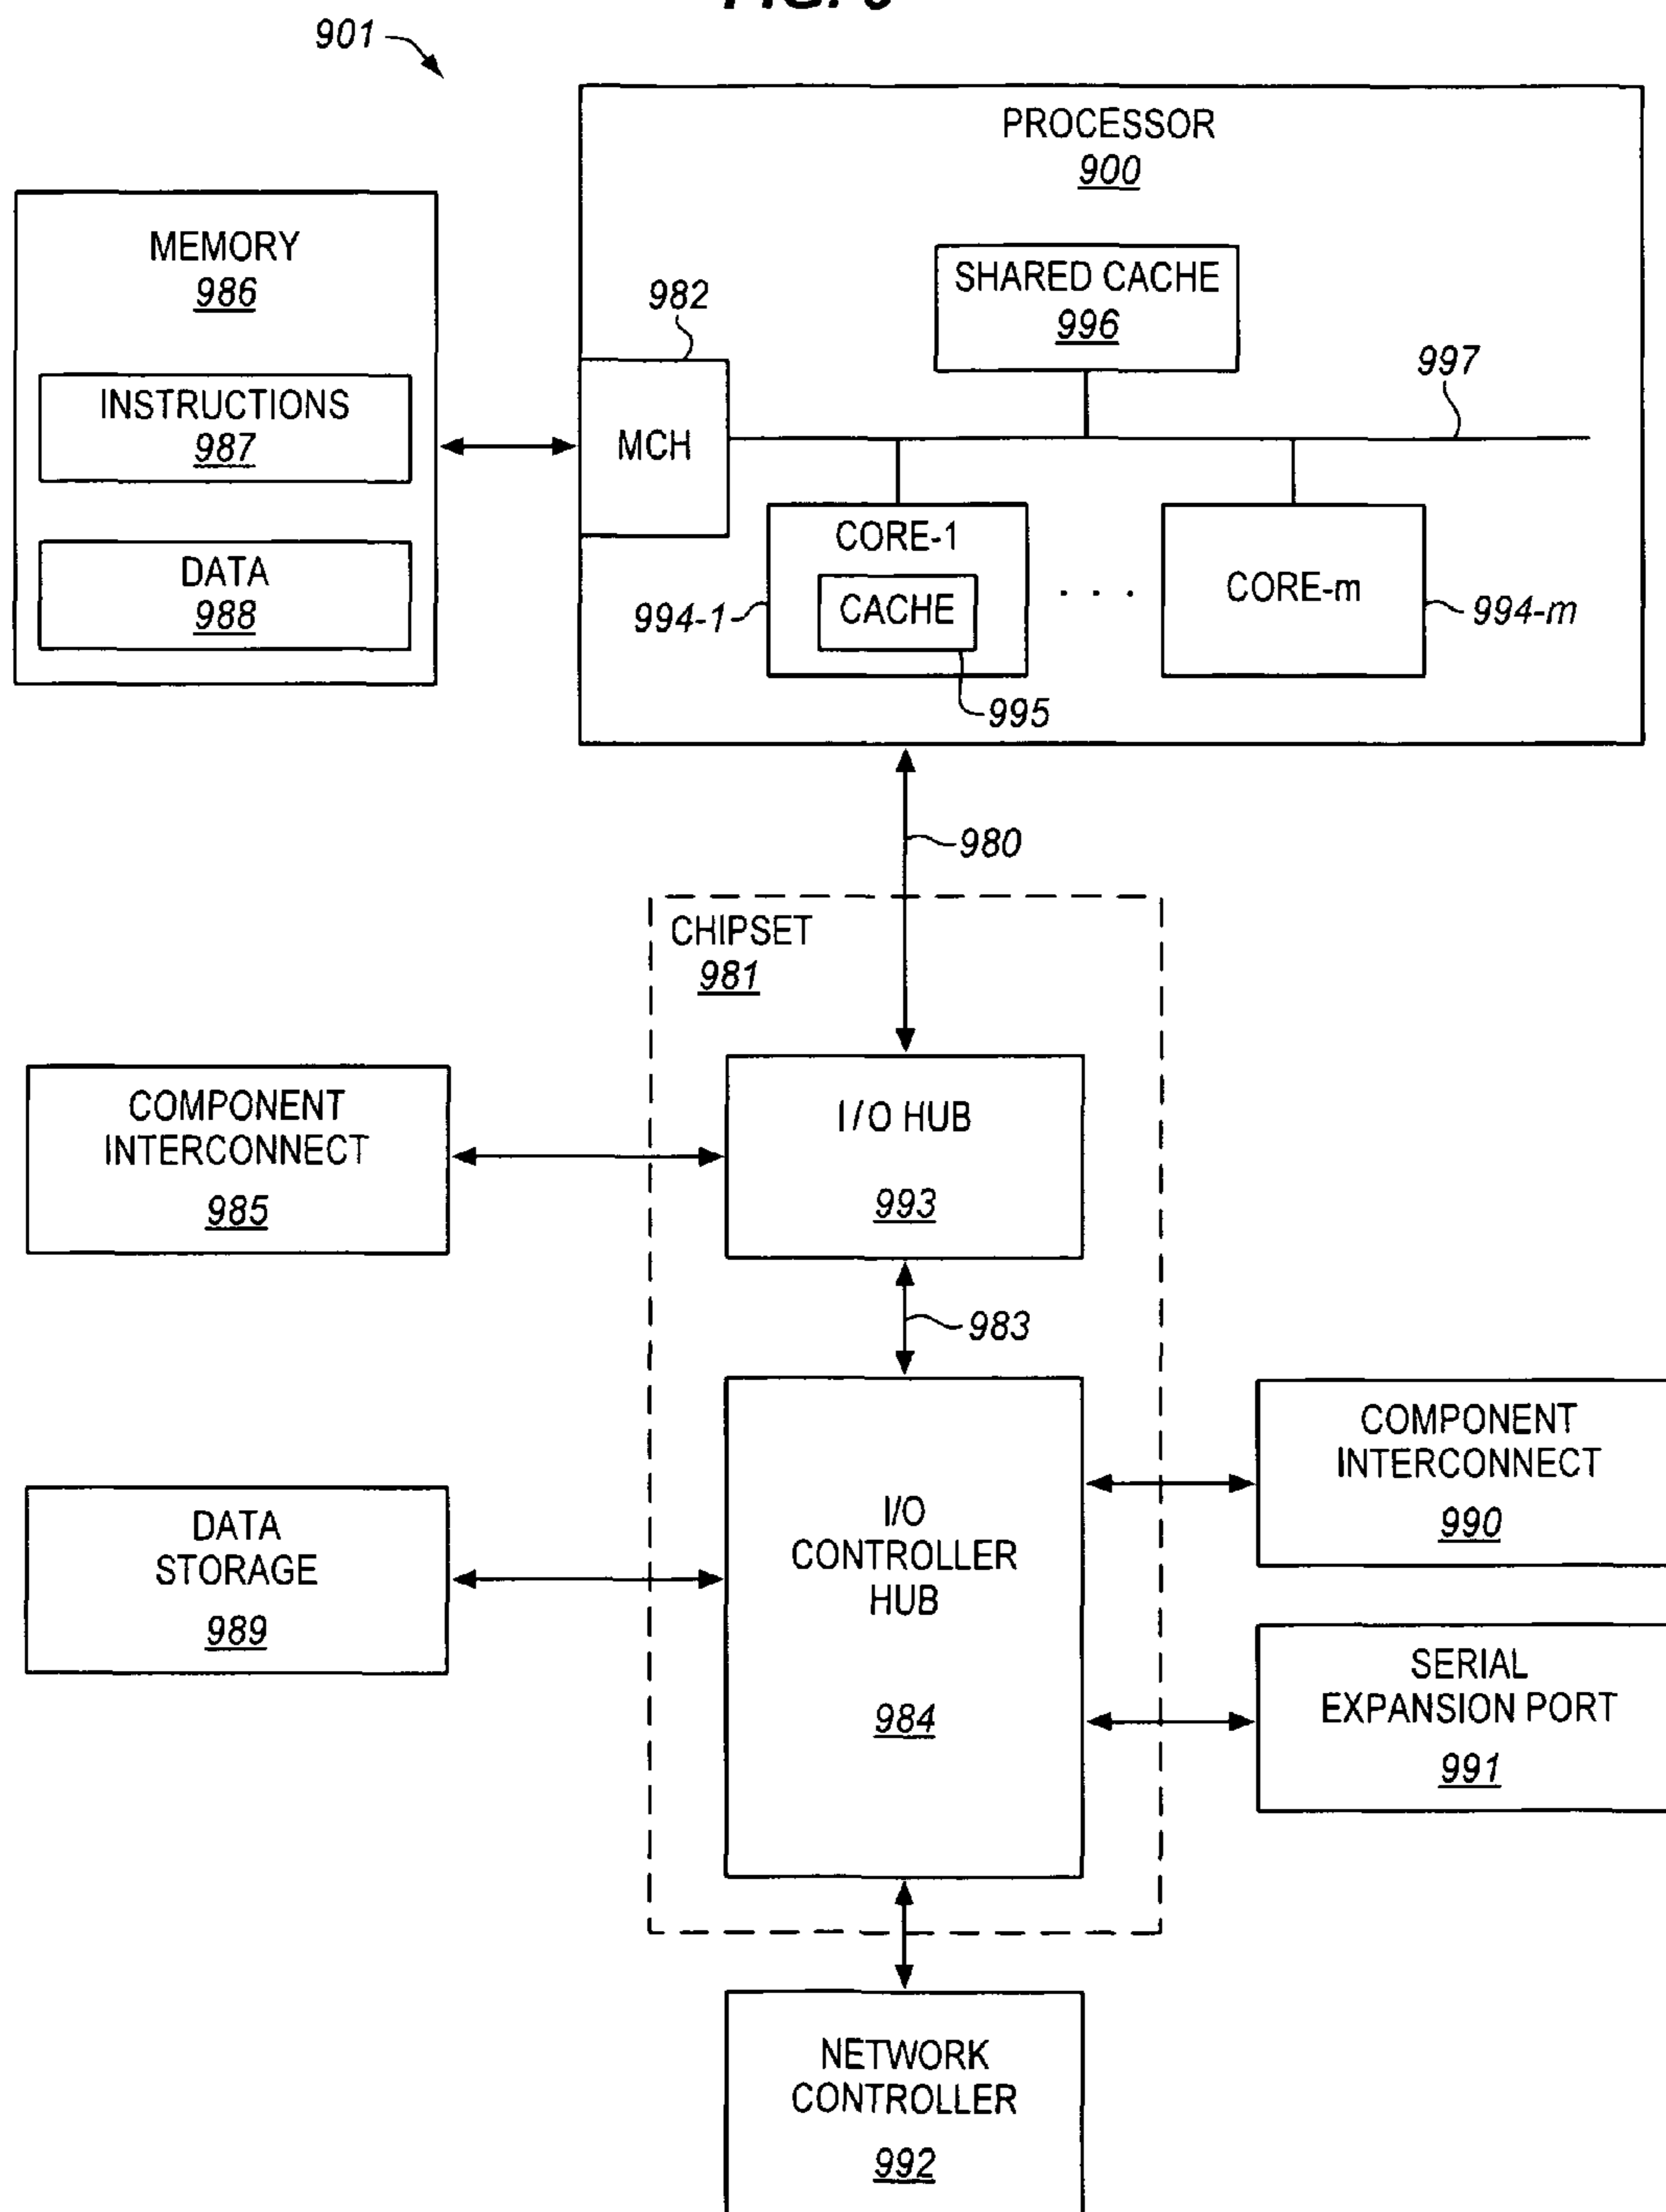 901
PROCESSOR
900
MEMORY
986
SHARED CACHE
996
982
997
INSTRUCTIONS
987
MCH
DATA
988
CORE-1
CACHE
994-1
. . .
CORE-m
994-m
995
980
CHIPSET
981
COMPONENT
INTERCONNECT
985
I/O HUB
993
983
COMPONENT
INTERCONNECT
990
DATA
STORAGE
989
I/O
CONTROLLER
HUB
984
SERIAL
EXPANSION PORT
991
NETWORK
CONTROLLER
992